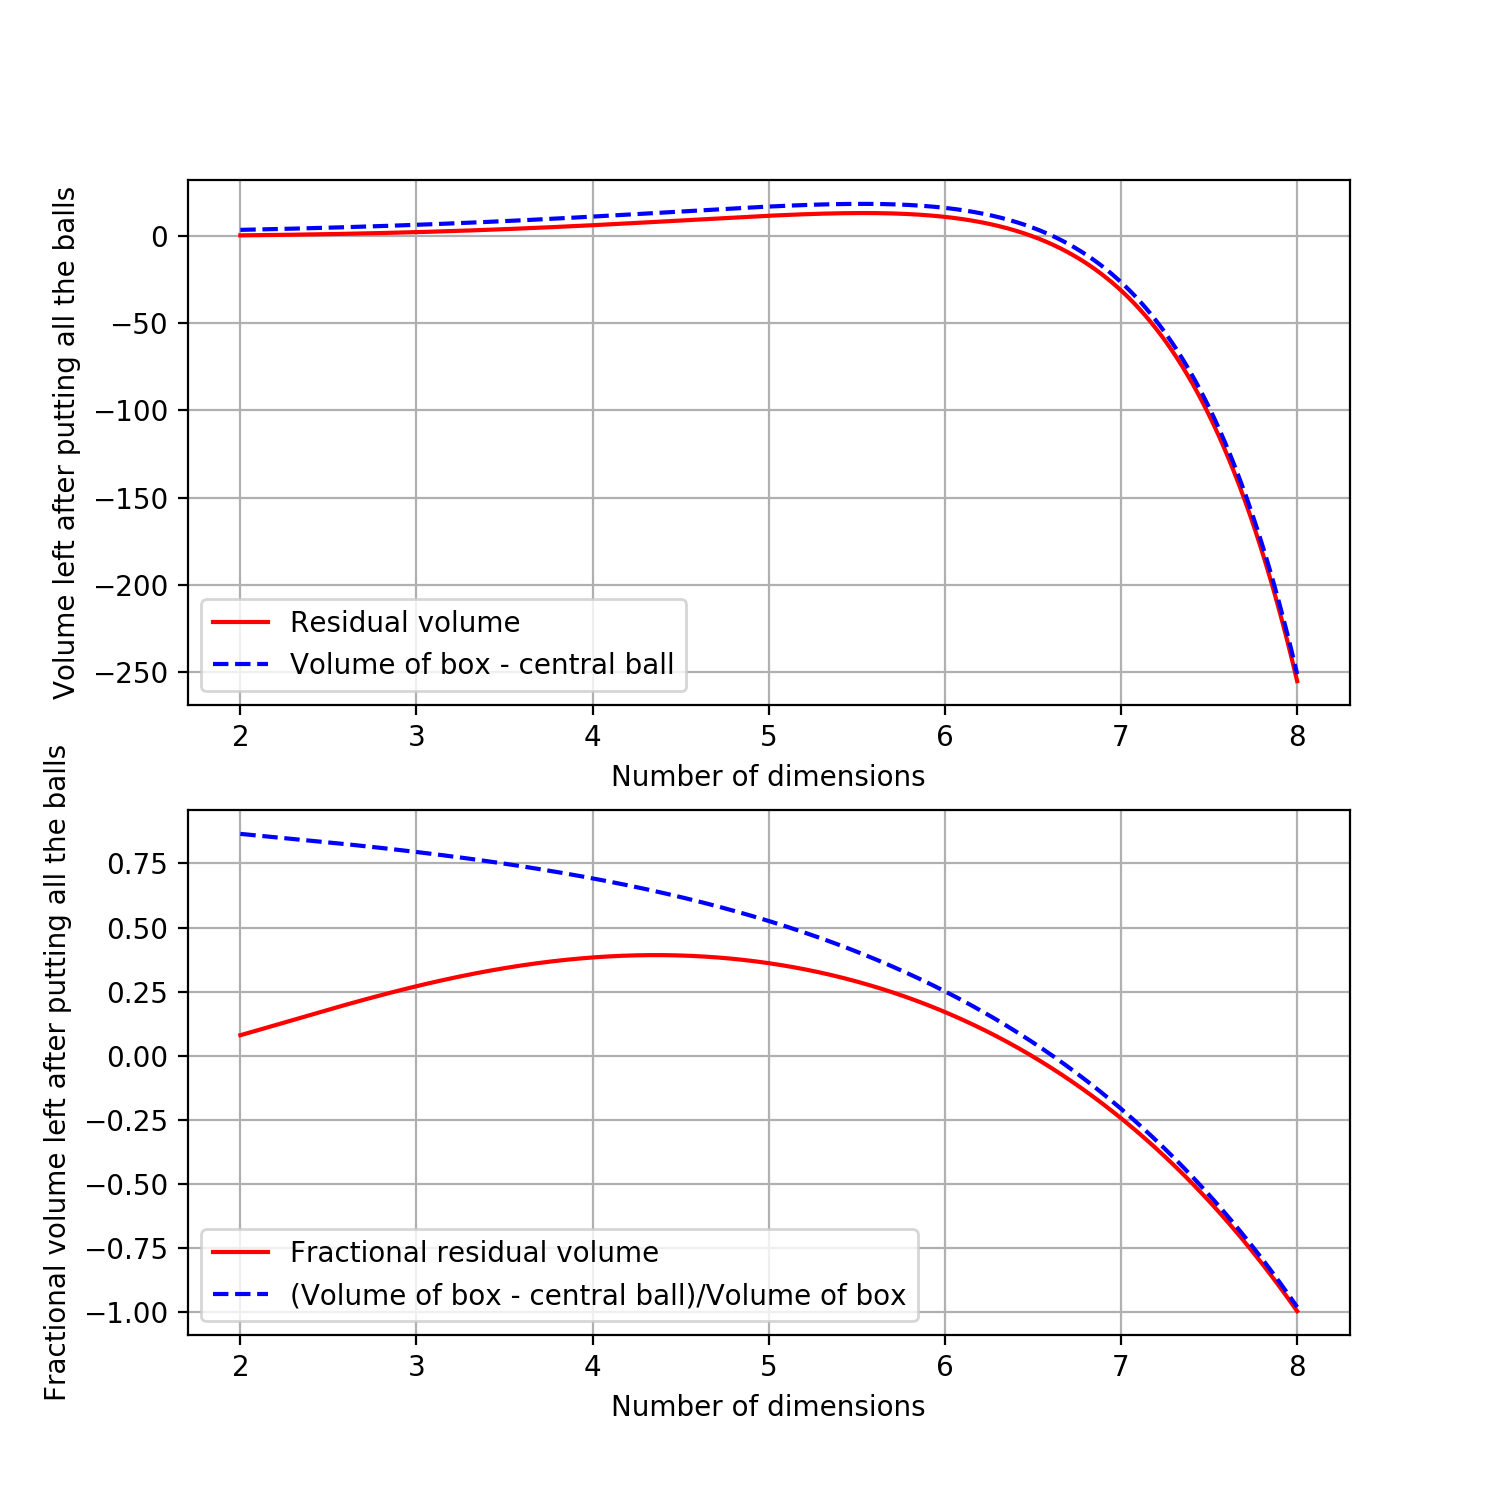 Volume left after putting all the balls
0
−50
−100
−150
−200
−250
Residual volume
Volume of box - central ball
2 3 4 5 6 7 8
Number of dimensions
Fractional volume left after putting all the balls
0.75
0.50
0.25
0.00
−0.25
−0.50
−0.75
−1.00
Fractional residual volume
(Volume of box - central ball)/Volume of box
2 3 4 5 6 7 8
Number of dimensions